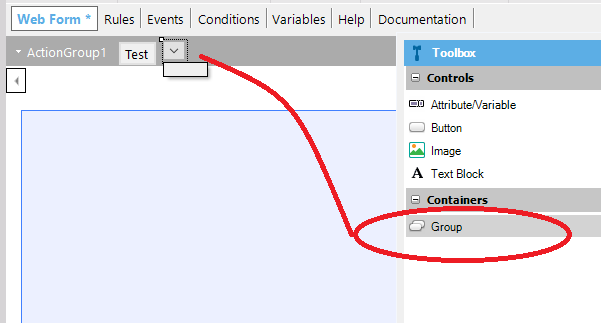 Web Form * Rules Events Conditions Variables Help Documentation
ActionGroup1 Test
Toolbox
Controls
Attribute/Variable
Button
Image
A Text Block
Containers
Group